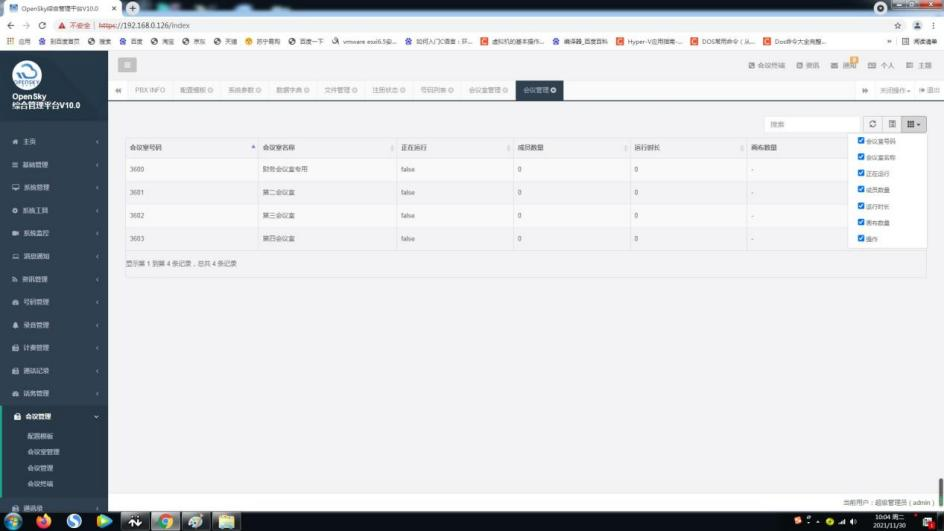 OpenSky综合管理平台V10.0
不安全 | https://192.168.0.126/index
应用 到百度首页 搜索 百度 淘宝 京东 天猫 苏宁易购 百度一下 vmware esxi6.5安... 如何入门C语言：环... 虚拟机的基本操作... 编译器_百度百科 Hyper-V应用指南-... DOS常用命令 ( 从... Dos命令大全完整... » 阅读清单
OPENSKY
OpenSky
综合管理平台V10.0
会议终端 资讯 通知 个人 主题
PBX INFO 配置模板 系统参数 数据字典 文件管理 注册状态 号码列表 会议室管理 会议管理 关闭操作 退出
搜索
会议室号码 会议室名称 正在运行 成员数量 运行时长 画布数量
3600 财务会议室专用 false 0 0 -
3601 第二会议室 false 0 0 -
3602 第三会议室 false 0 0 -
3603 第四会议室 false 0 0 -
显示第 1 到第 4 条记录，总共 4 条记录
会议室号码
会议室名称
正在运行
成员数量
运行时长
画布数量
操作
主页
基础管理
系统管理
系统工具
系统监控
消息通知
资讯管理
号码管理
录音管理
计费管理
通话记录
话务管理
会议管理
配置模板
会议室管理
会议管理
会议终端
通讯录
当前用户：超级管理员 ( admin )
10:04 周二
2021/11/30